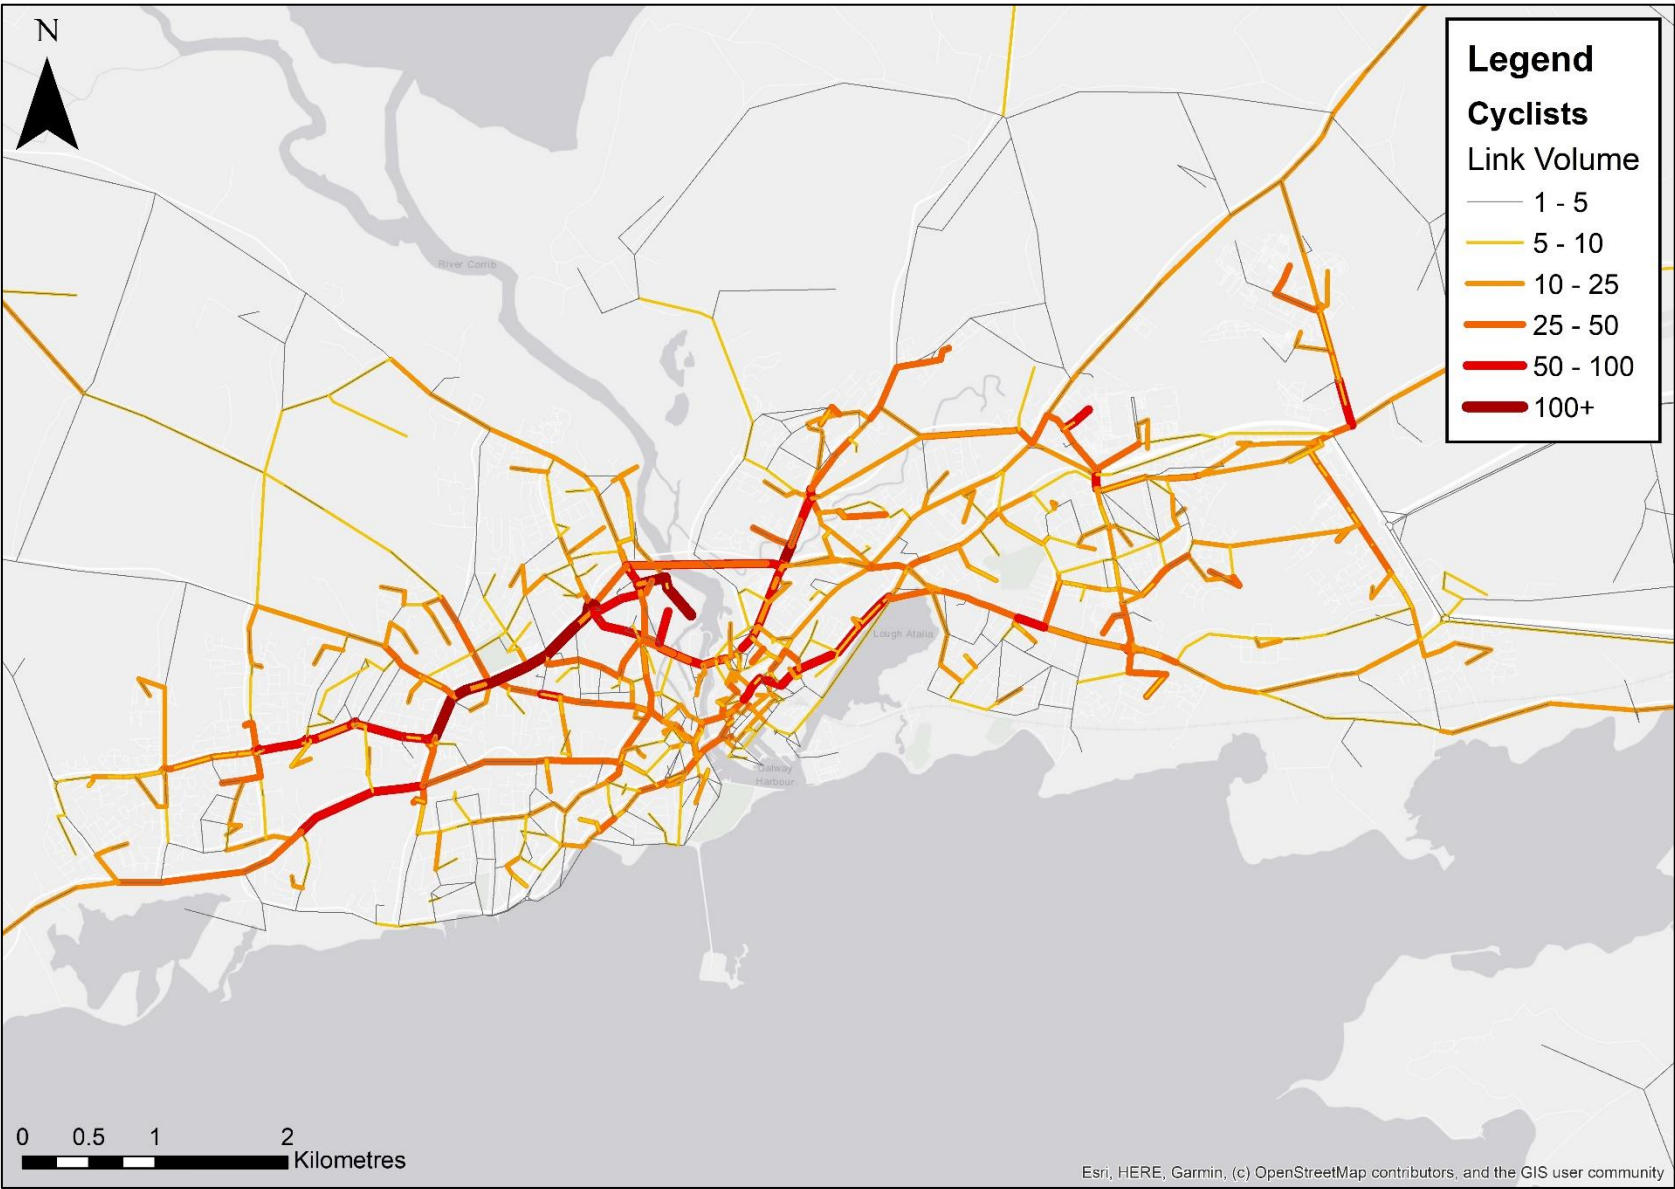 N
Legend
Cyclists
Link Volume
1 - 5
5 - 10
10 - 25
25 - 50
50 - 100
100+
River Corrib
Lough Atalia
Galway
Harbour
0 0.5 1 2
Kilometres
Esri, HERE, Garmin, (c) OpenStreetMap contributors, and the GIS user community